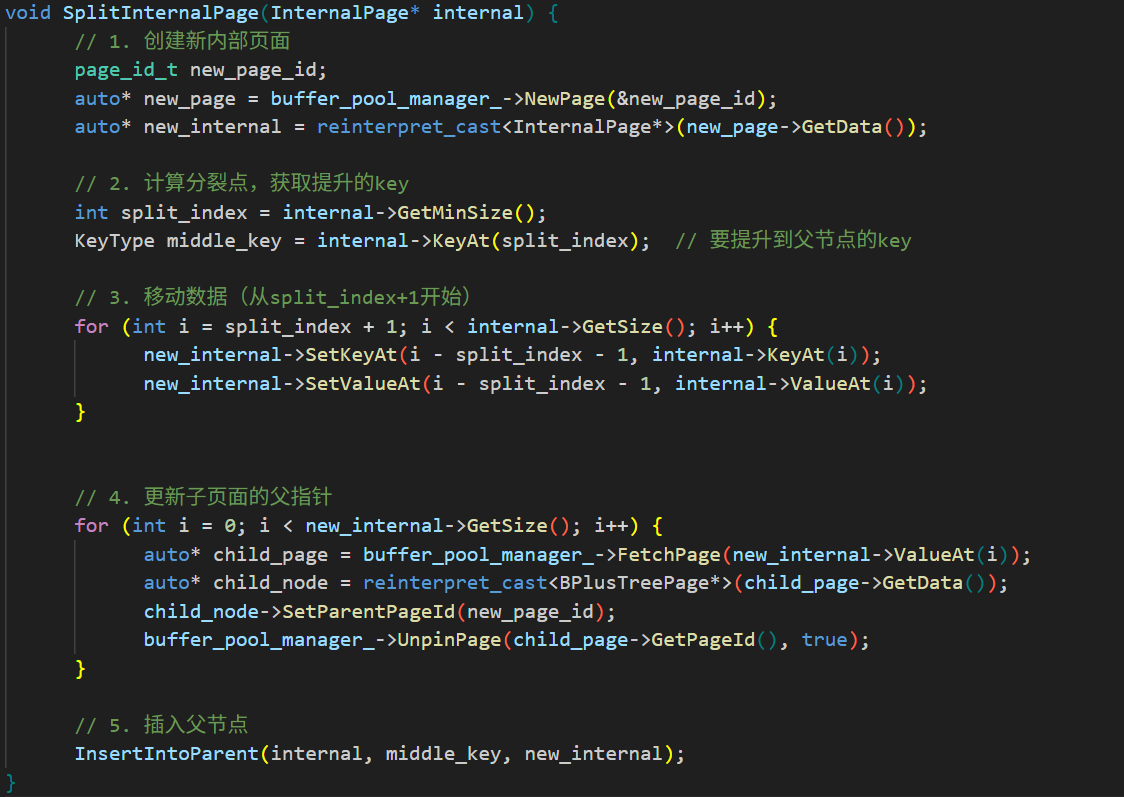 void SplitInternalPage(InternalPage* internal) {
// 1. 创建新内部页面
page_id_t new_page_id;
auto* new_page = buffer_pool_manager_->NewPage(&new_page_id);
auto* new_internal = reinterpret_cast<InternalPage*>(new_page->GetData());
// 2. 计算分裂点，获取提升的key
int split_index = internal->GetMinSize();
KeyType middle_key = internal->KeyAt(split_index);  // 要提升到父节点的key
// 3. 移动数据（从split_index+1开始）
for (int i = split_index + 1; i < internal->GetSize(); i++) {
new_internal->SetKeyAt(i - split_index - 1, internal->KeyAt(i));
new_internal->SetValueAt(i - split_index - 1, internal->ValueAt(i));
}
// 4. 更新子页面的父指针
for (int i = 0; i < new_internal->GetSize(); i++) {
auto* child_page = buffer_pool_manager_->FetchPage(new_internal->ValueAt(i));
auto* child_node = reinterpret_cast<BPlusTreePage*>(child_page->GetData());
child_node->SetParentPageId(new_page_id);
buffer_pool_manager_->UnpinPage(child_page->GetPageId(), true);
}
// 5. 插入父节点
InsertIntoParent(internal, middle_key, new_internal);
}